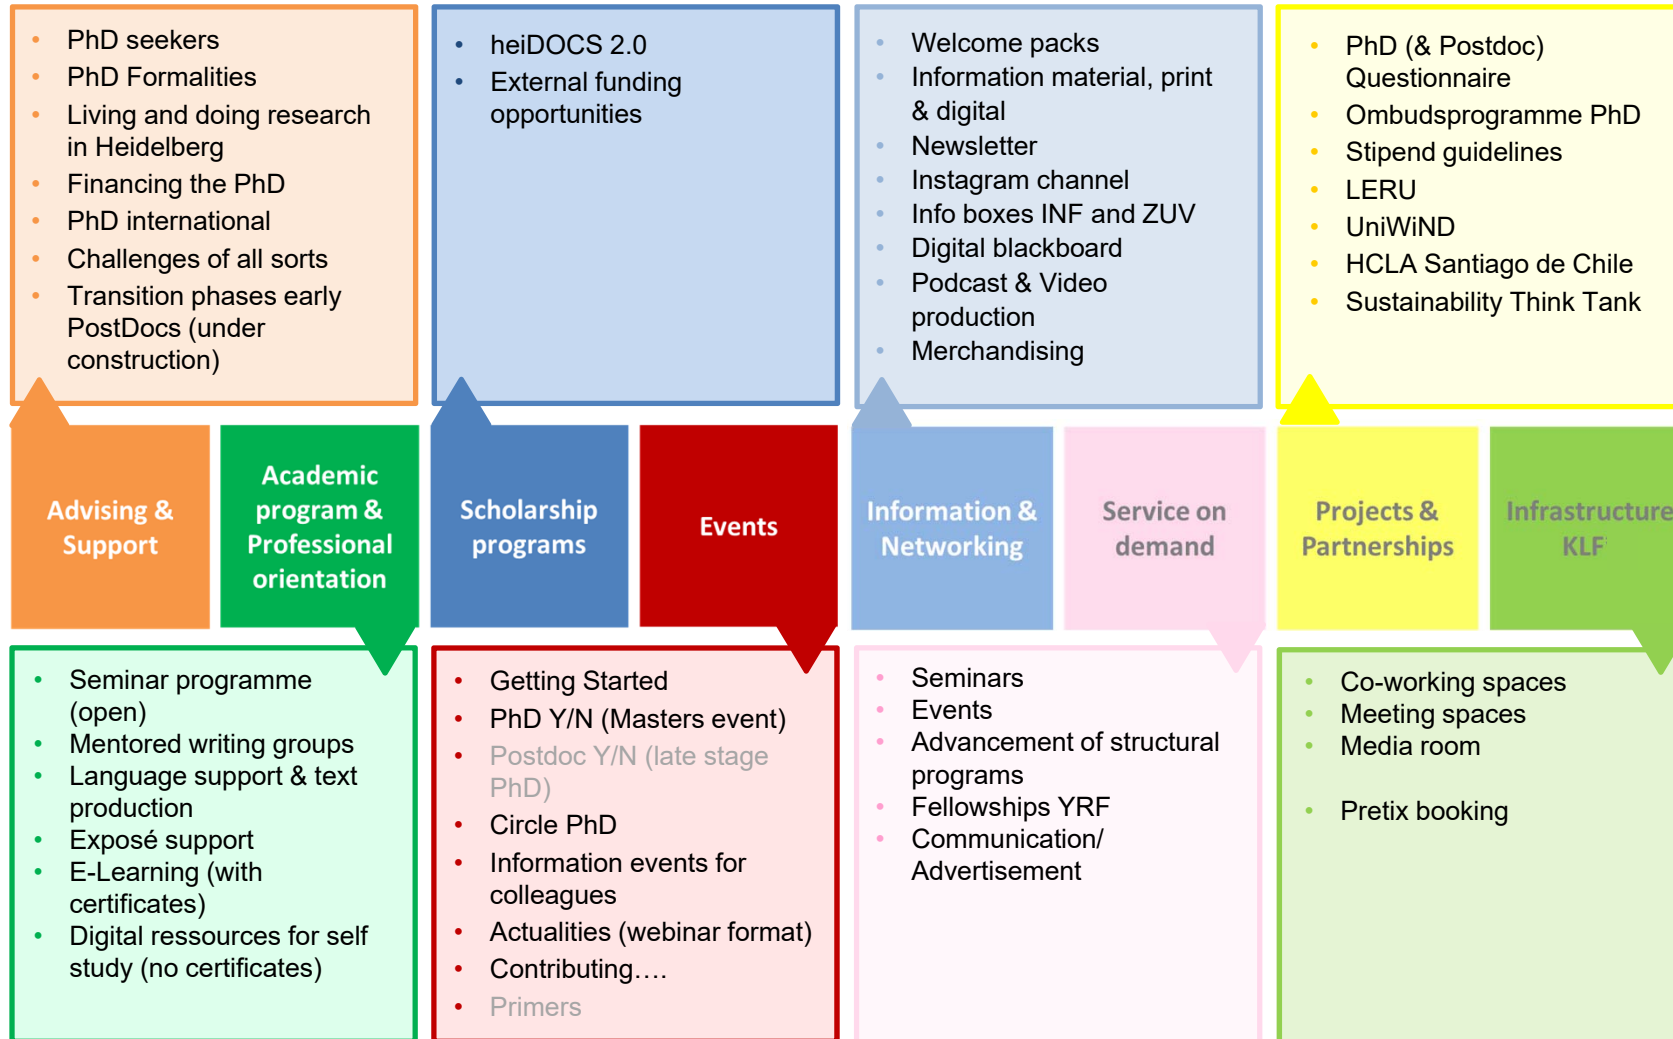 PhD seekers
PhD Formalities
Living and doing research
in Heidelberg
Financing the PhD
PhD international
Challenges of all sorts
Transition phases early
PostDocs (under
construction)
heiDOCS 2.0
External funding
opportunities
Welcome packs
Information material, print
& digital
Newsletter
Instagram channel
Info boxes INF and ZUV
Digital blackboard
Podcast & Video
production
Merchandising
PhD (& Postdoc)
Questionnaire
Ombudsprogramme PhD
Stipend guidelines
LERU
UniWiND
HCLA Santiago de Chile
Sustainability Think Tank
Advising &
Support
Academic
program &
Professional
orientation
Scholarship
programs
Events
Information &
Networking
Service on
demand
Projects &
Partnerships
Infrastructure
KLF
Seminar programme
(open)
Mentored writing groups
Language support & text
production
Exposé support
E-Learning (with
certificates)
Digital ressources for self
study (no certificates)
Getting Started
PhD Y/N (Masters event)
Postdoc Y/N (late stage
PhD)
Circle PhD
Information events for
colleagues
Actualities (webinar format)
Contributing….
Primers
Seminars
Events
Advancement of structural
programs
Fellowships YRF
Communication/
Advertisement
Co-working spaces
Meeting spaces
Media room
Pretix booking